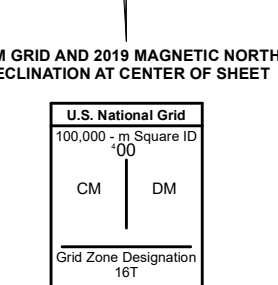 M GRID AND 2019 MAGNETIC NORTH
ECLINATION AT CENTER OF SHEET
U.S. National Grid
100,000 - m Square ID
⁴00
CM DM
Grid Zone Designation
16T